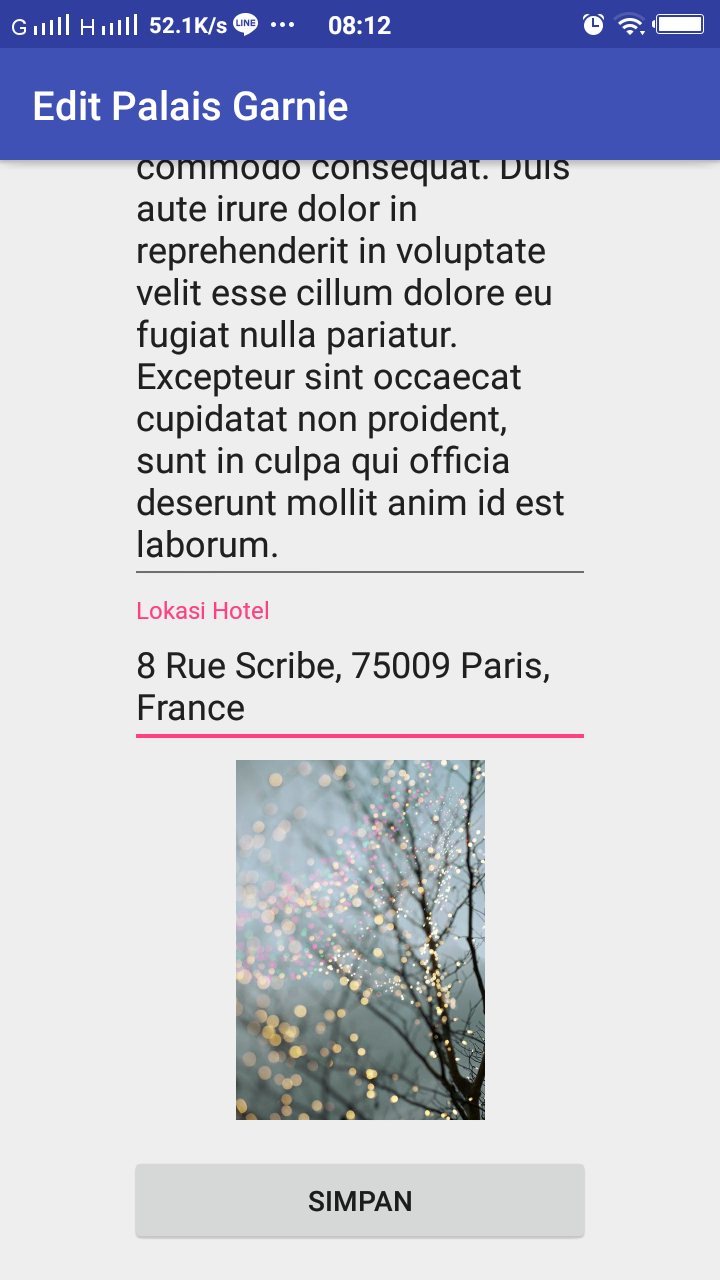 G H 52.1K/s LINE ••• 08:12
Edit Palais Garnie
commodo consequat. Duis
aute irure dolor in
reprehenderit in voluptate
velit esse cillum dolore eu
fugiat nulla pariatur.
Excepteur sint occaecat
cupidatat non proident,
sunt in culpa qui officia
deserunt mollit anim id est
laborum.
Lokasi Hotel
8 Rue Scribe, 75009 Paris,
France
SIMPAN